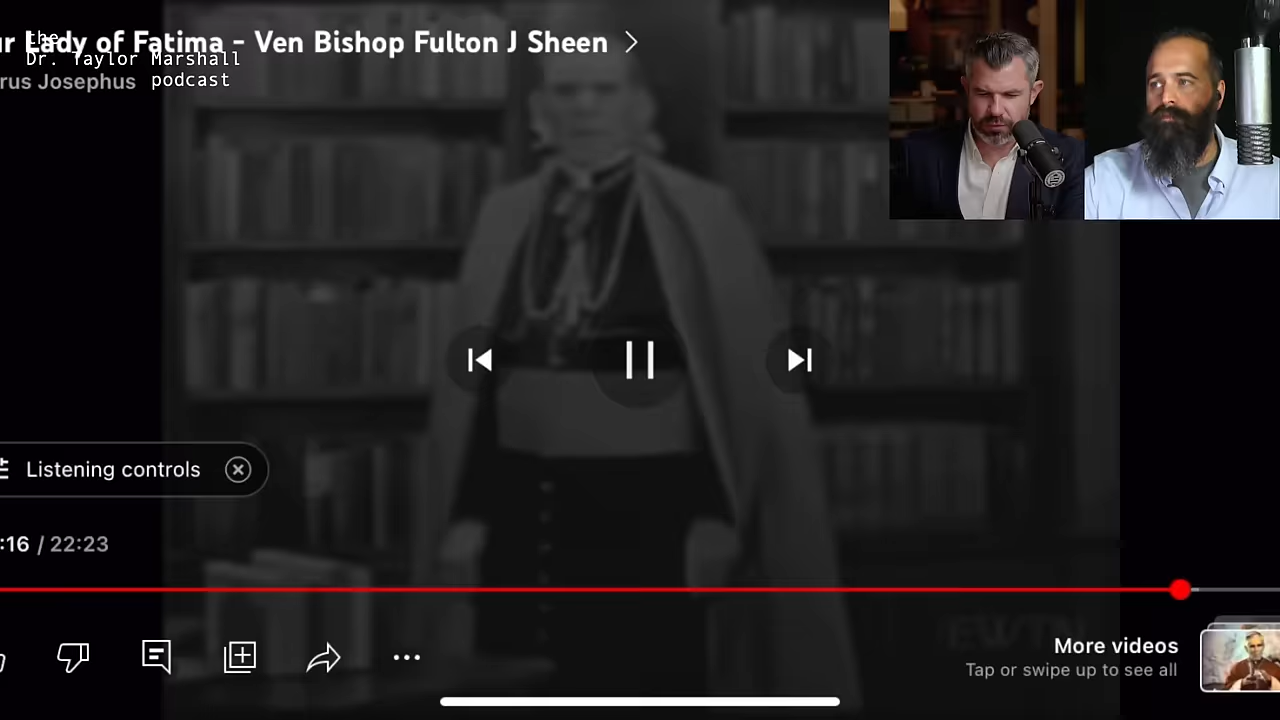 ur Lady of Fatima - Ven Bishop Fulton J Sheen
the
Dr. Taylor Marshall
podcast
rus Josephus
Listening controls
:16 / 22:23
EWTN
More videos
Tap or swipe up to see all